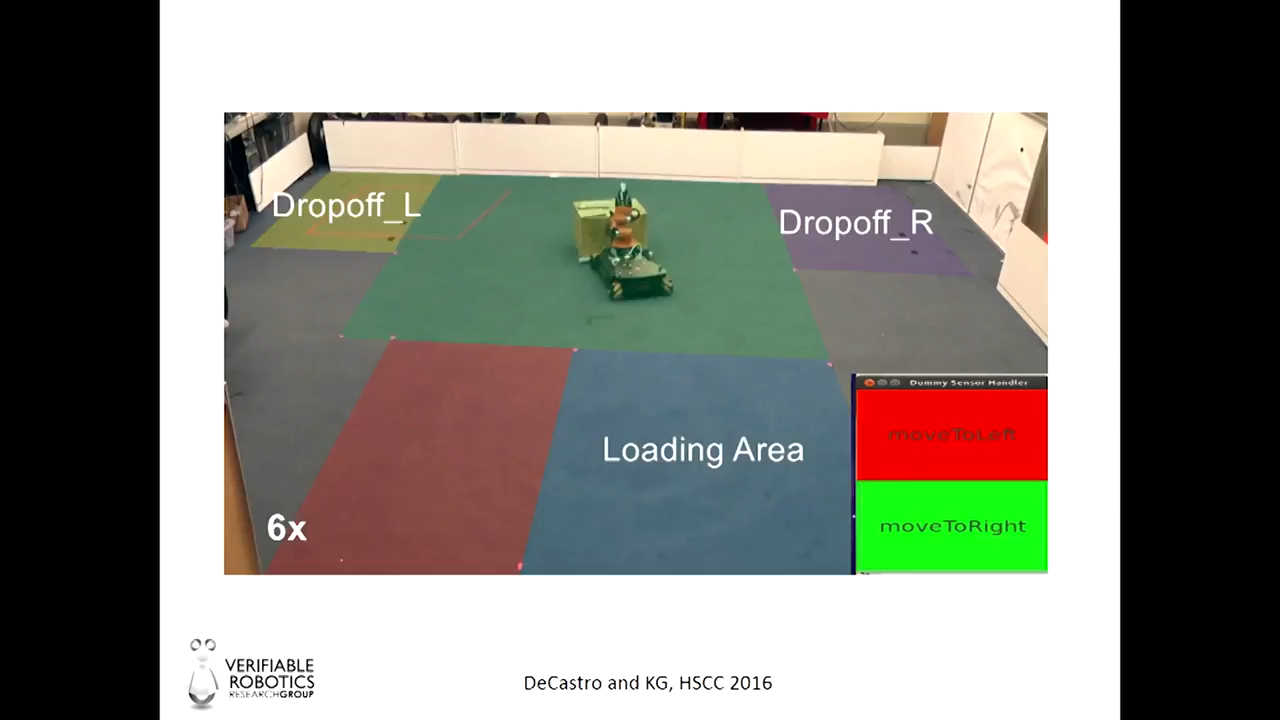 Dropoff_L
Dropoff_R
Dummy Sensor Handler
moveToLeft
Loading Area
6x
moveToRight
VERIFIABLE
ROBOTICS
RESEARCHGROUP
DeCastro and KG, HSCC 2016